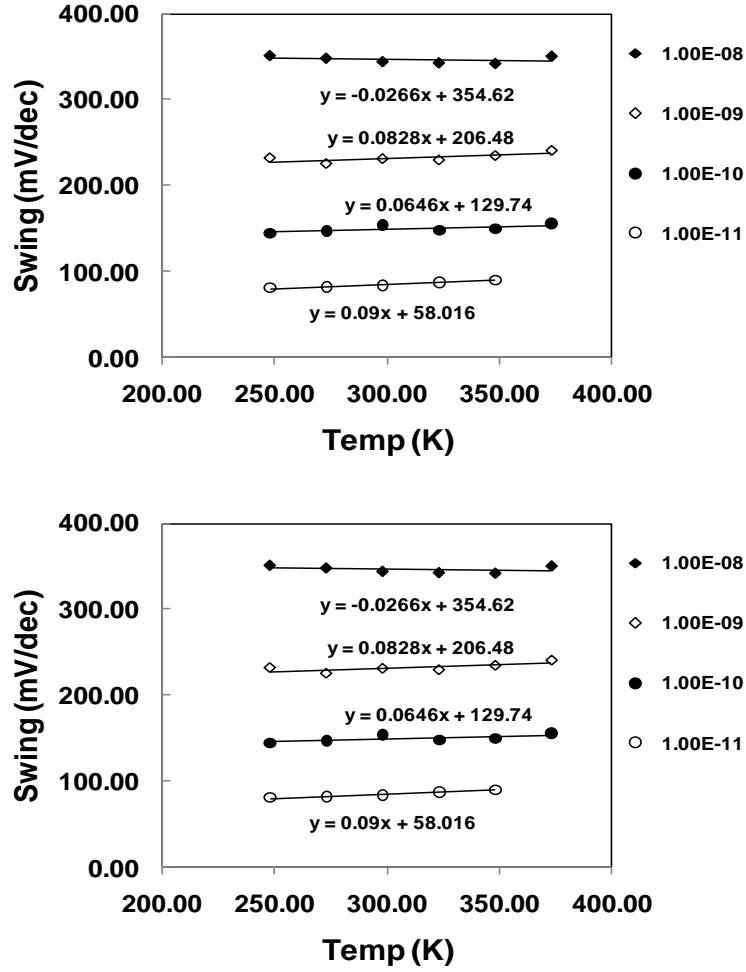 400.00
300.00
200.00
100.00
0.00
Swing (mV/dec)
y = -0.0266x + 354.62
y = 0.0828x + 206.48
y = 0.0646x + 129.74
y = 0.09x + 58.016
200.00 250.00 300.00 350.00 400.00
Temp (K)
1.00E-08
1.00E-09
1.00E-10
1.00E-11
400.00
300.00
200.00
100.00
0.00
Swing (mV/dec)
y = -0.0266x + 354.62
y = 0.0828x + 206.48
y = 0.0646x + 129.74
y = 0.09x + 58.016
200.00 250.00 300.00 350.00 400.00
Temp (K)
1.00E-08
1.00E-09
1.00E-10
1.00E-11